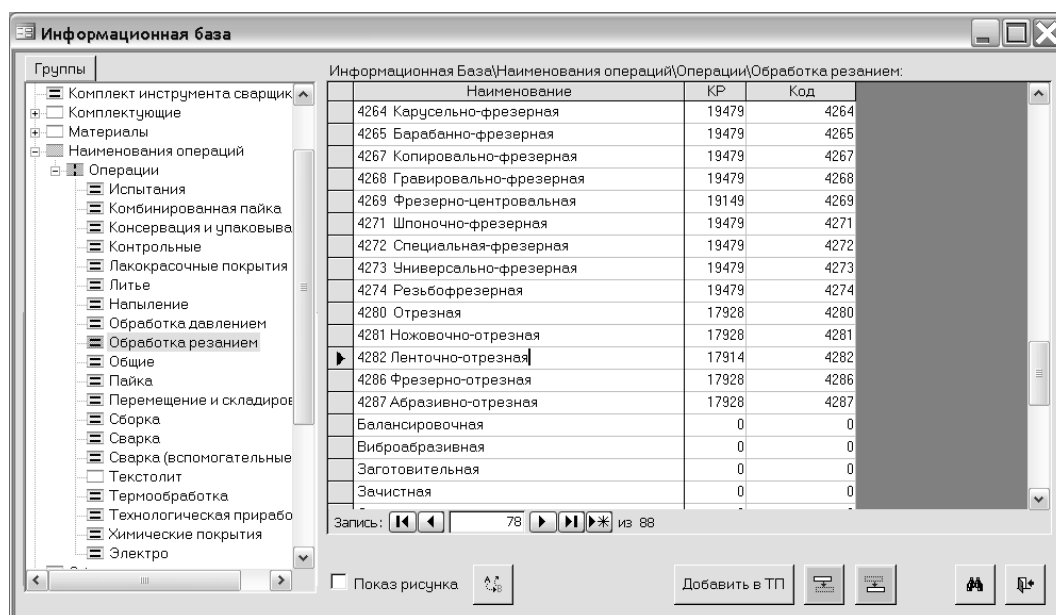 Информационная база
Группы
Комплект инструмента сварщик
Комплектующие
Материалы
Наименования операций
Операции
Испытания
Комбинированная пайка
Консервация и упаковыва
Контрольные
Лакокрасочные покрытия
Литье
Напыление
Обработка давлением
Обработка резанием
Общие
Пайка
Перемещение и складиров
Сборка
Сварка
Сварка (вспомогательные
Текстолит
Термообработка
Технологическая прирабо
Химические покрытия
Электро
Информационная База\Наименования операций\Операции\Обработка резанием:
Наименование КР Код
4264 Карусельно-фрезерная 19479 4264
4265 Барабанно-фрезерная 19479 4265
4267 Копировально-фрезерная 19479 4267
4268 Гравировально-фрезерная 19479 4268
4269 Фрезерно-центровальная 19149 4269
4271 Шпоночно-фрезерная 19479 4271
4272 Специальная-фрезерная 19479 4272
4273 Универсально-фрезерная 19479 4273
4274 Резьбофрезерная 19479 4274
4280 Отрезная 17928 4280
4281 Ножовочно-отрезная 17928 4281
4282 Ленточно-отрезная 17914 4282
4286 Фрезерно-отрезная 17928 4286
4287 Абразивно-отрезная 17928 4287
Балансировочная 0 0
Виброабразивная 0 0
Заготовительная 0 0
Зачистная 0 0
Запись: 78 из 88
Показ рисунка Добавить в ТП